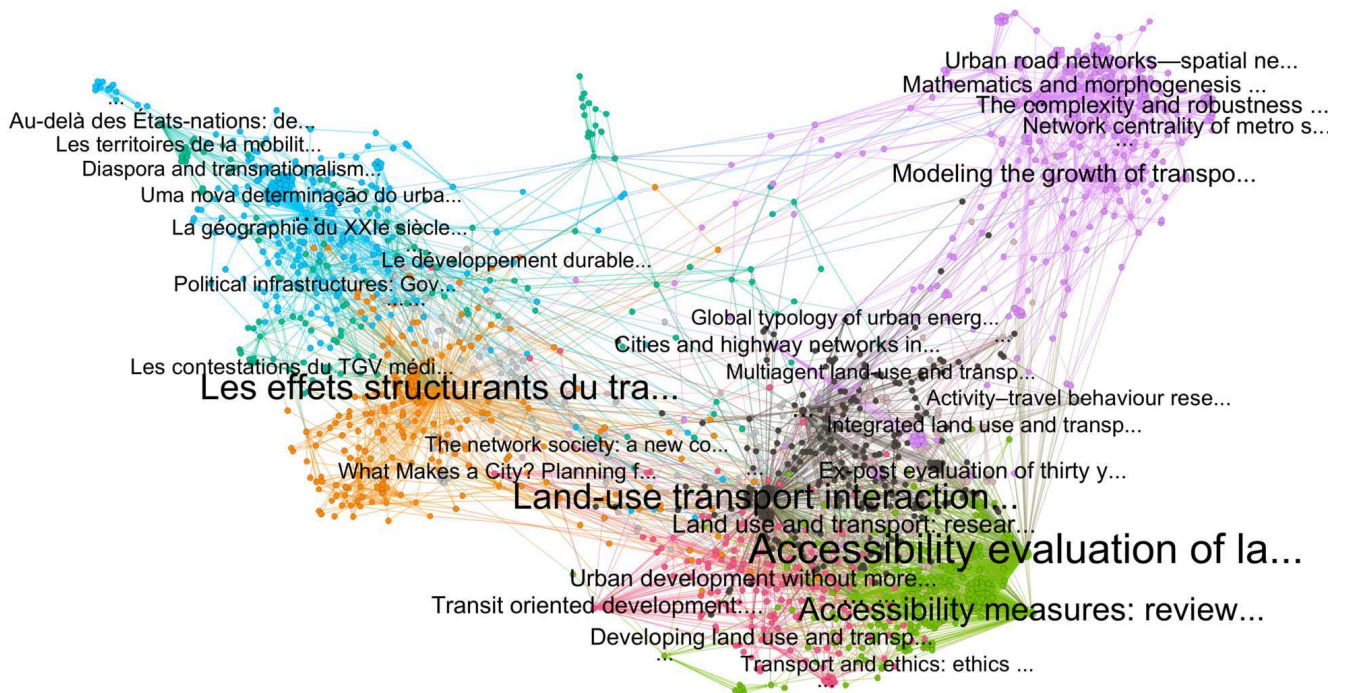 Urban road networks—spatial ne...
Mathematics and morphogenesis ...
The complexity and robustness ...
Network centrality of metro s...
...
Modeling the growth of transpo...
...
Au-delà des États-nations: de...
Les territoires de la mobilit...
Diaspora and transnationalism...
Uma nova determinação do urba...
...
La géographie du XXIe siècle...
...
Le développement durable...
Political infrastructures: Gov...
......
Global typology of urban energ...
...
Cities and highway networks in...
Les contestations du TGV médi...
Multiagent land-use and transp...
Les effets structurants du tra...
Activity–travel behaviour rese...
...
Integrated land use and transp...
The network society: a new co...
What Makes a City? Planning f...
...
Ex-post evaluation of thirty y...
Land-use transport interaction...
Land use and transport: resear...
Accessibility evaluation of la...
Urban development without more...
...
Transit oriented development:...
Accessibility measures: review...
Developing land use and transp...
...
Transport and ethics: ethics ...
...